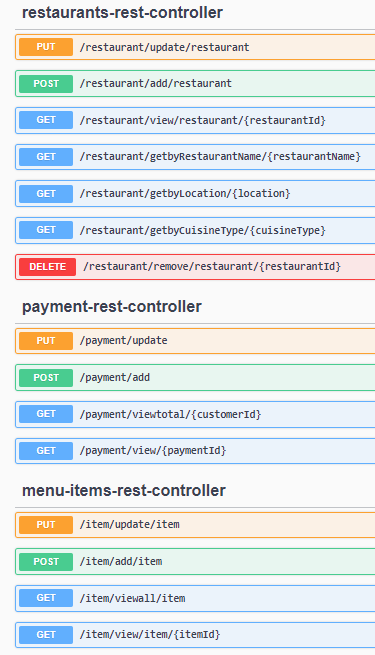 restaurants-rest-controller
PUT /restaurant/update/restaurant
POST /restaurant/add/restaurant
GET /restaurant/view/restaurant/{restaurantId}
GET /restaurant/getbyRestaurantName/{restaurantName}
GET /restaurant/getbyLocation/{location}
GET /restaurant/getbyCuisineType/{cuisineType}
DELETE /restaurant/remove/restaurant/{restaurantId}
payment-rest-controller
PUT /payment/update
POST /payment/add
GET /payment/viewtotal/{customerId}
GET /payment/view/{paymentId}
menu-items-rest-controller
PUT /item/update/item
POST /item/add/item
GET /item/viewall/item
GET /item/view/item/{itemId}